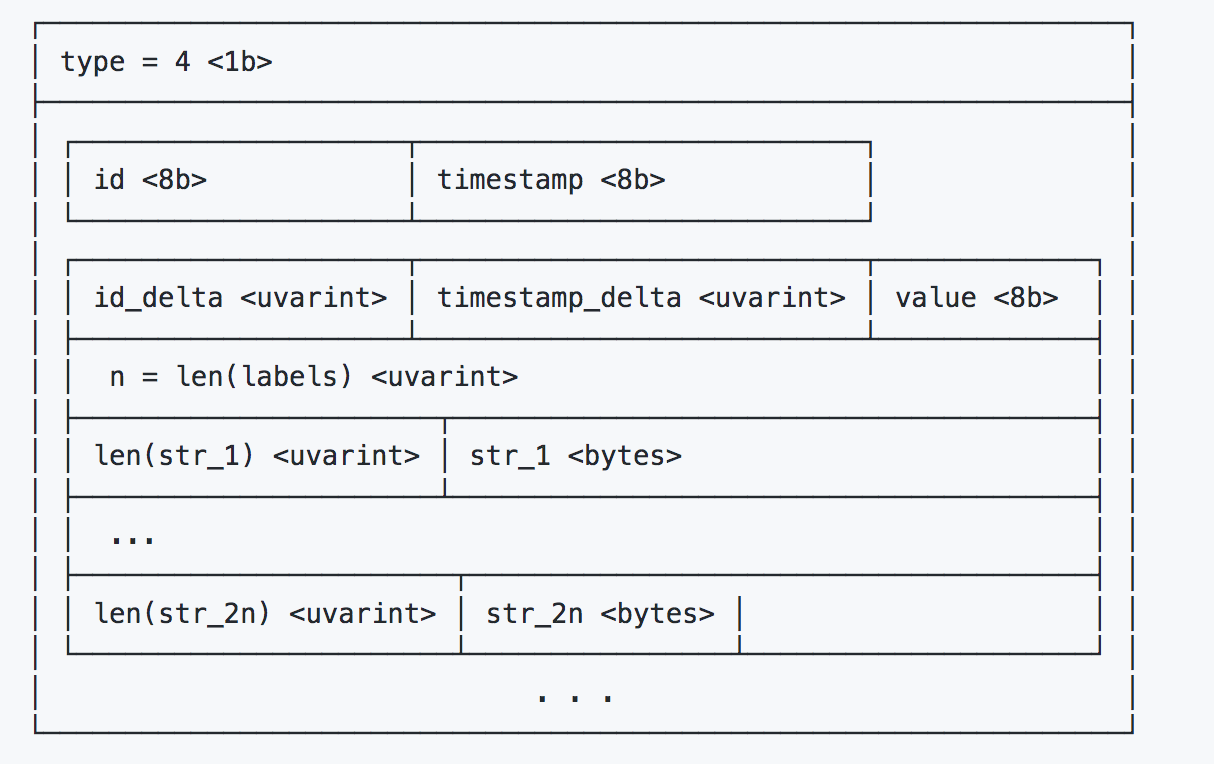 type = 4 <1b>
id <8b> timestamp <8b>
id_delta <uvarint> timestamp_delta <uvarint> value <8b>
n = len(labels) <uvarint>
len(str_1) <uvarint> str_1 <bytes>
...
len(str_2n) <uvarint> str_2n <bytes>
. . .